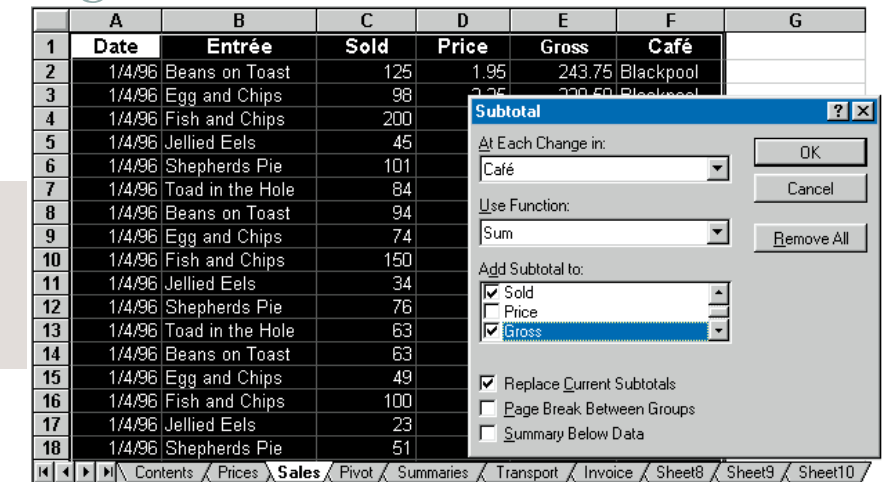 A B C D E F G
1 Date Entrée Sold Price Gross Café
2 1/4/96 Beans on Toast 125 1.95 243.75 Blackpool
3 1/4/96 Egg and Chips 98
4 1/4/96 Fish and Chips 200
5 1/4/96 Jellied Eels 45
6 1/4/96 Shepherds Pie 101
7 1/4/96 Toad in the Hole 84
8 1/4/96 Beans on Toast 94
9 1/4/96 Egg and Chips 74
10 1/4/96 Fish and Chips 150
11 1/4/96 Jellied Eels 34
12 1/4/96 Shepherds Pie 76
13 1/4/96 Toad in the Hole 63
14 1/4/96 Beans on Toast 63
15 1/4/96 Egg and Chips 49
16 1/4/96 Fish and Chips 100
17 1/4/96 Jellied Eels 23
18 1/4/96 Shepherds Pie 51
Subtotal ?
At Each Change in:
Café
Use Function:
Sum
Add Subtotal to:
Sold
Price
Gross
Replace Current Subtotals
Page Break Between Groups
Summary Below Data
OK
Cancel
Remove All
Contents Prices Sales Pivot Summaries Transport Invoice Sheet8 Sheet9 Sheet10